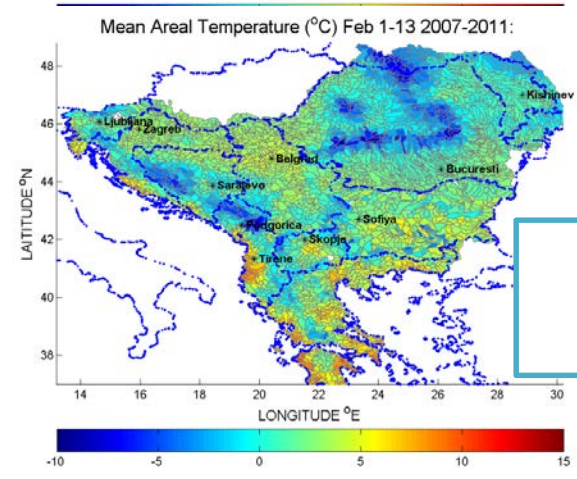 Mean Areal Temperature (°C) Feb 1-13 2007-2011:
48
46
44
42
40
38
LAITITUDE °N
Kishinev
Ljubljana
Zagreb
Belgrad
Bucuresti
Sarajevo
Podgorica
Sofiya
Skopje
Tirene
14 16 18 20 22 24 26 28 30
LONGITUDE °E
-10 -5 0 5 10 15